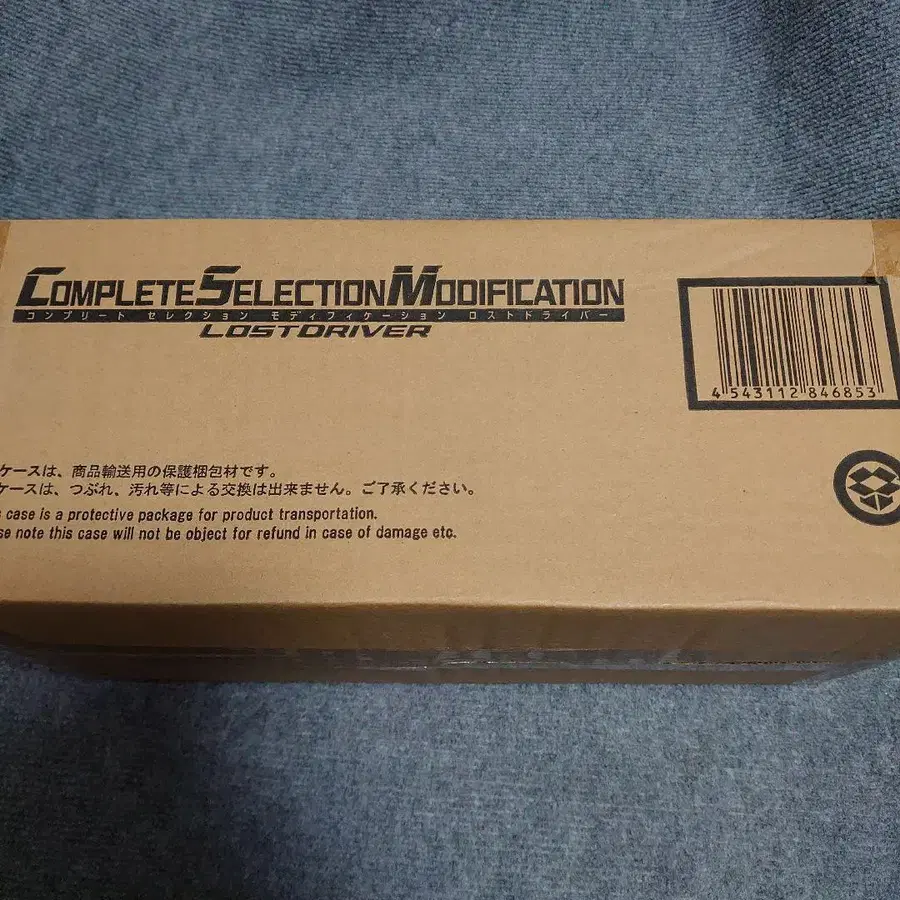 COMPLETE SELECTION MODIFICATION
コンプリート セレクション モディフィケーション ロストドライバー
LOSTDRIVER
4 543112 846853
ケースは、商品輸送用の保護梱包材です。
ケースは、つぶれ、汚れ等による交換は出来ません。ご了承ください。
case is a protective package for product transportation.
note this case will not be object for refund in case of damage etc.